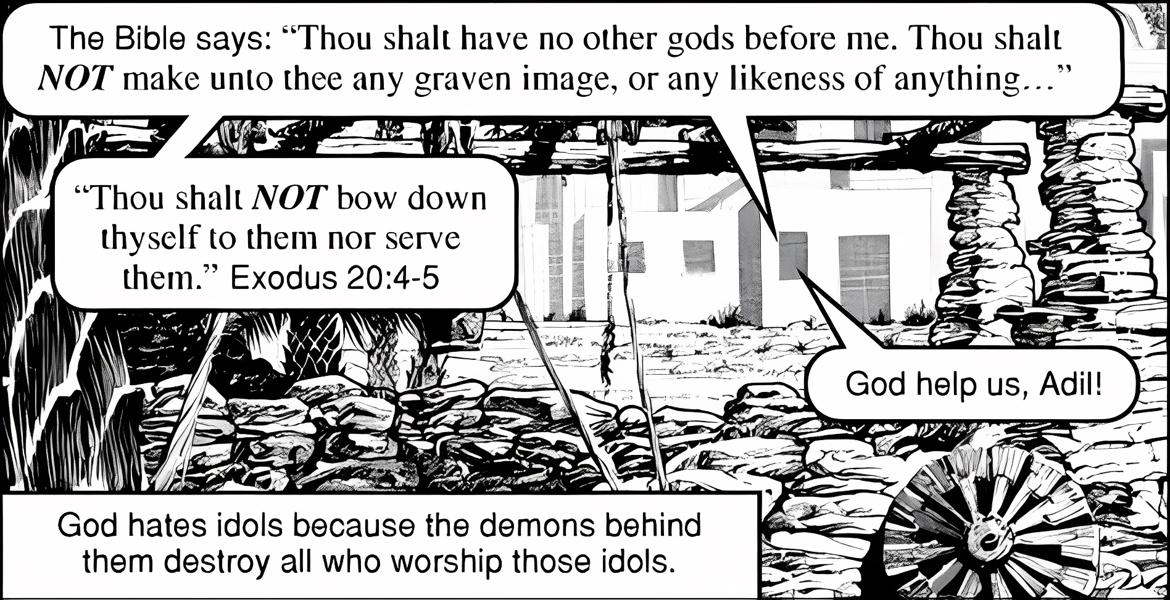 The Bible says: “Thou shalt have no other gods before me. Thou shalt
NOT make unto thee any graven image, or any likeness of anything...”
“Thou shalt NOT bow down
thyself to them nor serve
them.” Exodus 20:4-5
God help us, Adil!
God hates idols because the demons behind
them destroy all who worship those idols.